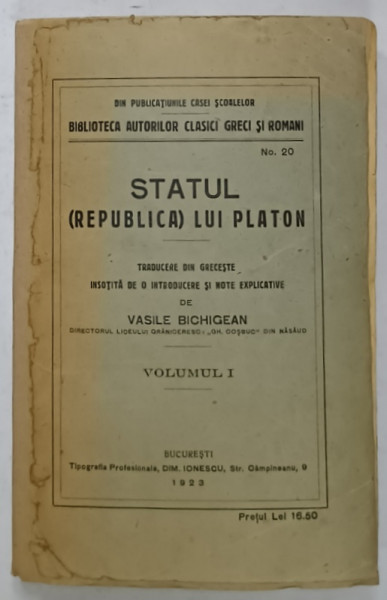 DIN PUBLICAȚIUNILE CASEI ȘCOALELOR
BIBLIOTECA AUTORILOR CLASICI GRECI ȘI ROMANI
No. 20
STATUL
(REPUBLICA) LUI PLATON
TRADUCERE DIN GRECEȘTE
INSOȚITĂ DE O INTRODUCERE ȘI NOTE EXPLICATIVE
DE
VASILE BICHIGEAN
DIRECTORUL LICEULUI GRĂNICERESC „GH. COȘBUC" DIN NĂSĂUD
VOLUMUL I
BUCUREȘTI
Tipografia Profesionala, DIM. IONESCU, Str. Câmpineanu, 9
1923
Prețul Lei 16.50